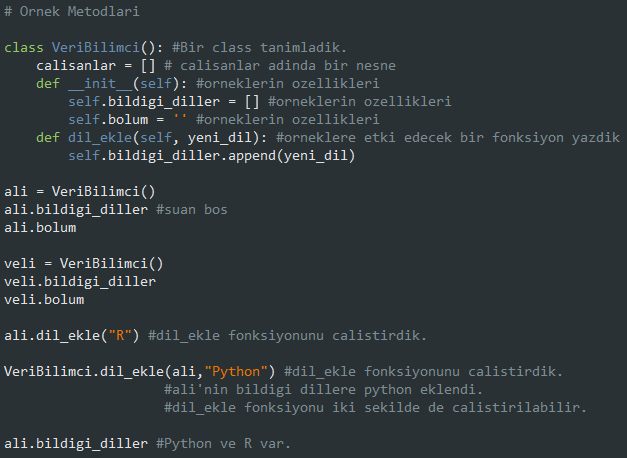 # Ornek Metodlari
class VeriBilimci(): #Bir class tanimladik.
    calisanlar = [] # calisanlar adinda bir nesne
    def __init__(self): #orneklerin ozellikleri
        self.bildigi_diller = [] #orneklerin ozellikleri
        self.bolum = '' #orneklerin ozellikleri
    def dil_ekle(self, yeni_dil): #orneklere etki edecek bir fonksiyon yazdik
        self.bildigi_diller.append(yeni_dil)
ali = VeriBilimci()
ali.bildigi_diller #suan bos
ali.bolum
veli = VeriBilimci()
veli.bildigi_diller
veli.bolum
ali.dil_ekle("R") #dil_ekle fonksiyonunu calistirdik.
VeriBilimci.dil_ekle(ali,"Python") #dil_ekle fonksiyonunu calistirdik.
                    #ali'nin bildigi dillere python eklendi.
                    #dil_ekle fonksiyonu iki sekilde de calistirilabilir.
ali.bildigi_diller #Python ve R var.